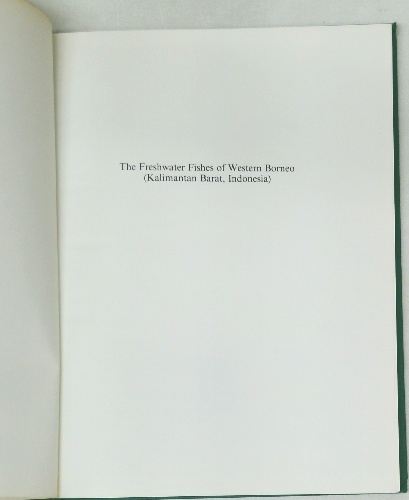 The Freshwater Fishes of Western Borneo
(Kalimantan Barat, Indonesia)